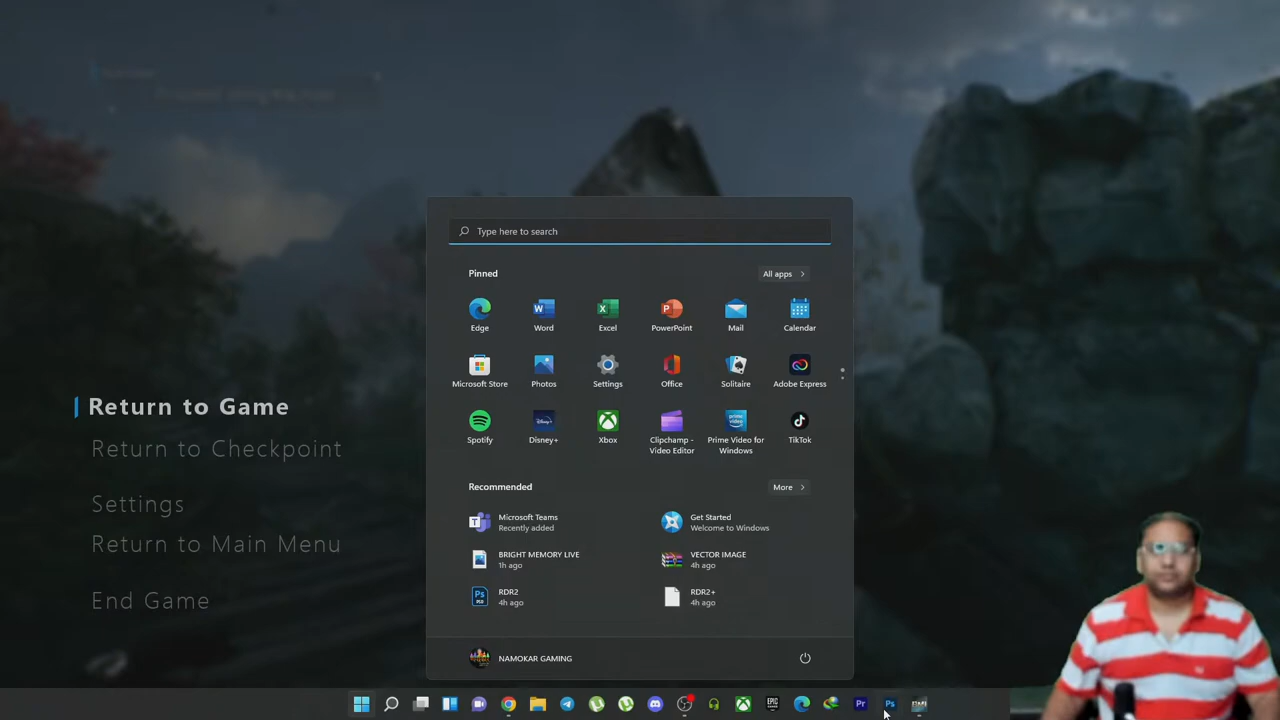 Type here to search
Pinned
All apps
Edge
Word
Excel
PowerPoint
Mail
Calendar
Microsoft Store
Photos
Settings
Office
Solitaire
Adobe Express
Spotify
Disney+
Xbox
Clipchamp -
Video Editor
Prime Video for
Windows
TikTok
Recommended
More
Microsoft Teams
Recently added
Get Started
Welcome to Windows
BRIGHT MEMORY LIVE
1h ago
VECTOR IMAGE
4h ago
RDR2
4h ago
RDR2+
4h ago
NAMOKAR GAMING
Return to Game
Return to Checkpoint
Settings
Return to Main Menu
End Game
EPIC
Pr
Ps